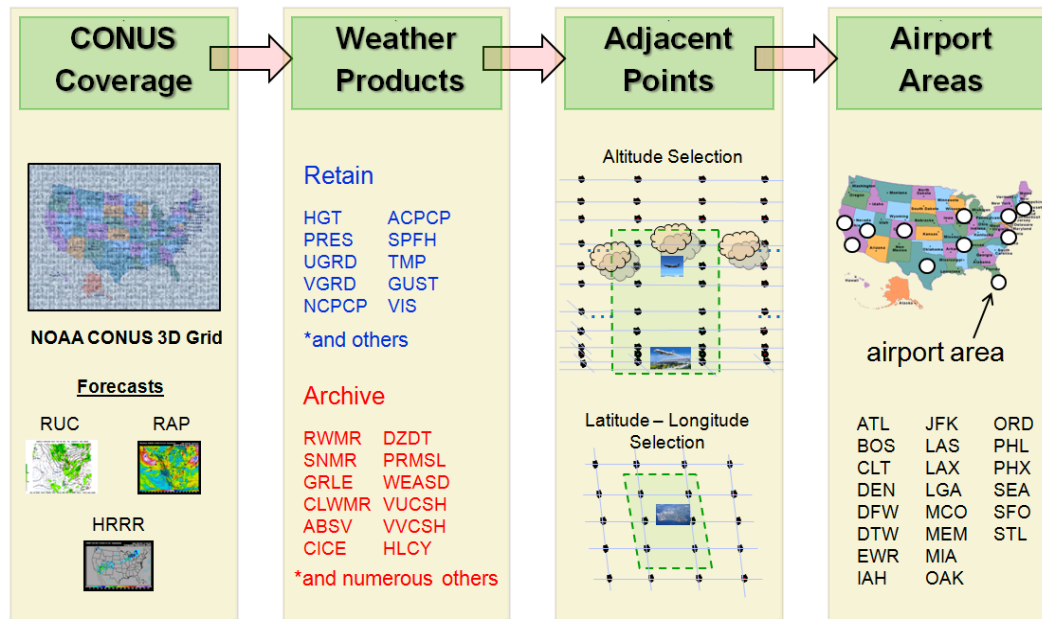 CONUS
Coverage
Weather
Products
Adjacent
Points
Airport
Areas
NOAA CONUS 3D Grid
Forecasts
RUC RAP
HRRR
Retain
HGT ACPCP
PRES SPFH
UGRD TMP
VGRD GUST
NCPCP VIS
*and others
Archive
RWMR DZDT
SNMR PRMSL
GRLE WEASD
CLWMR VUCSH
ABSV VVCSH
CICE HLCY
*and numerous others
Altitude Selection
Latitude – Longitude
Selection
airport area
ATL JFK ORD
BOS LAS PHL
CLT LAX PHX
DEN LGA SEA
DFW MCO SFO
DTW MEM STL
EWR MIA
IAH OAK